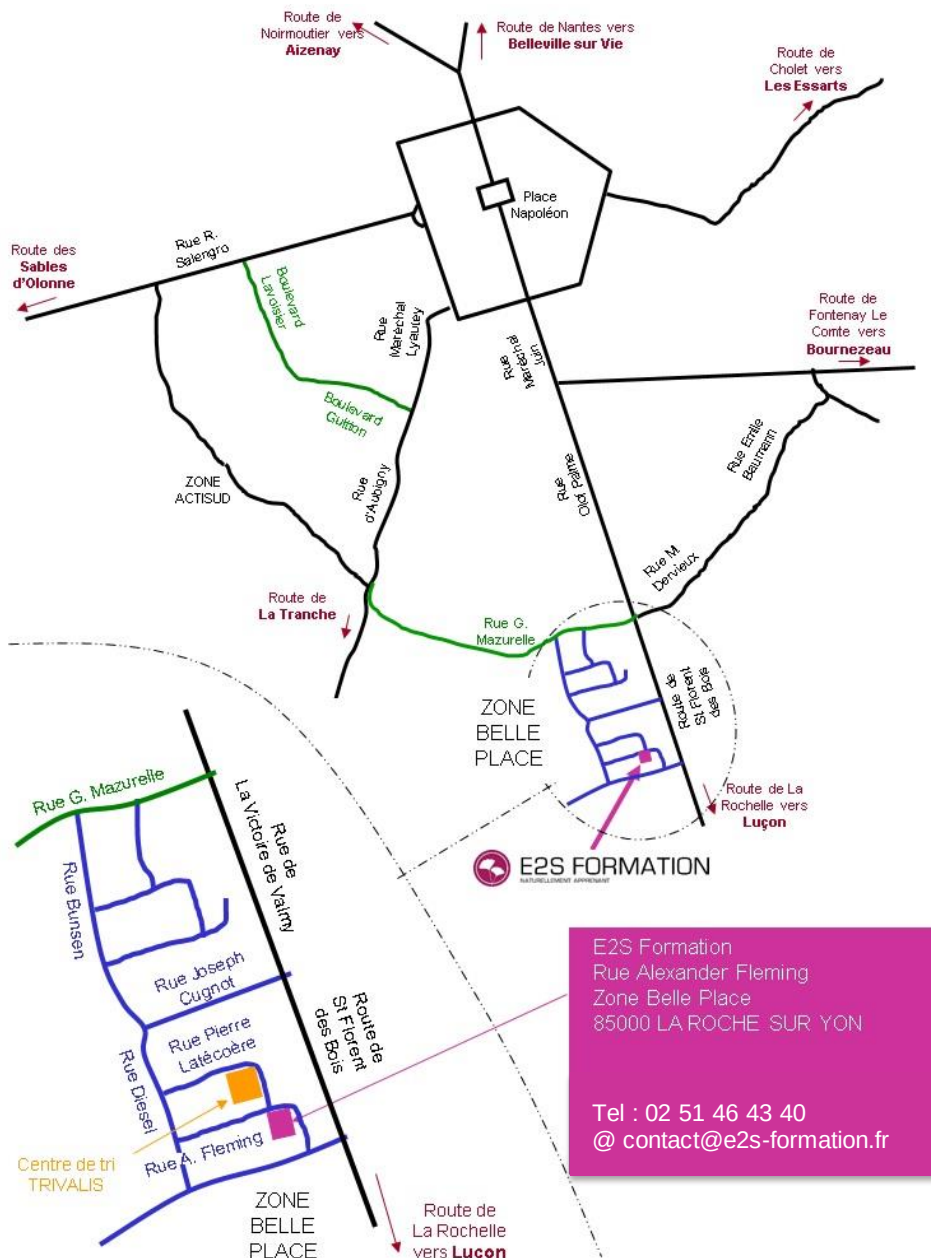 Route de
Noirmoutier vers
Aizenay
Route de Nantes vers
Belleville sur Vie
Route de
Cholet vers
Les Essarts
Place
Napoléon
Rue R.
Salengro
Route des
Sables
d'Olonne
Boulevard
Lavoisier
Rue
Maréchal
Lyautey
Rue
Maréchal
Juin
Route de
Fontenay Le
Comte vers
Bournezeau
Boulevard
Guitton
Rue Emile
Baumann
ZONE
ACTISUD
Rue
d'Aubigny
Rue
Olof Palme
Rue M.
Dervieux
Route de
La Tranche
Rue G.
Mazurelle
Route de
St Florent
des Bois
ZONE
BELLE
PLACE
Route de La
Rochelle vers
Luçon
E2S FORMATION
NATURELLEMENT APPRENANT
Rue G. Mazurelle
Rue de
La Victoire de Valmy
Rue Bunsen
Rue Joseph
Cugnot
Route de
St Florent
des Bois
Rue Pierre
Latécoère
Rue Diesel
Rue A. Fleming
Centre de tri
TRIVALIS
ZONE
BELLE
PLACE
Route de
La Rochelle
vers Luçon
E2S Formation
Rue Alexander Fleming
Zone Belle Place
85000 LA ROCHE SUR YON
Tel : 02 51 46 43 40
@ contact@e2s-formation.fr